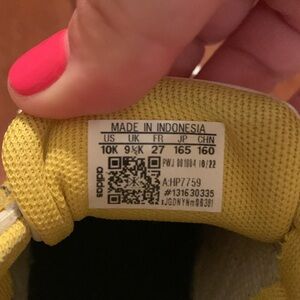 MADE IN INDONESIA
US UK FR JP CHN
10K 9½K 27 165 160
PWJ 001004 10/22
adidas
A:HP7759
#131630335